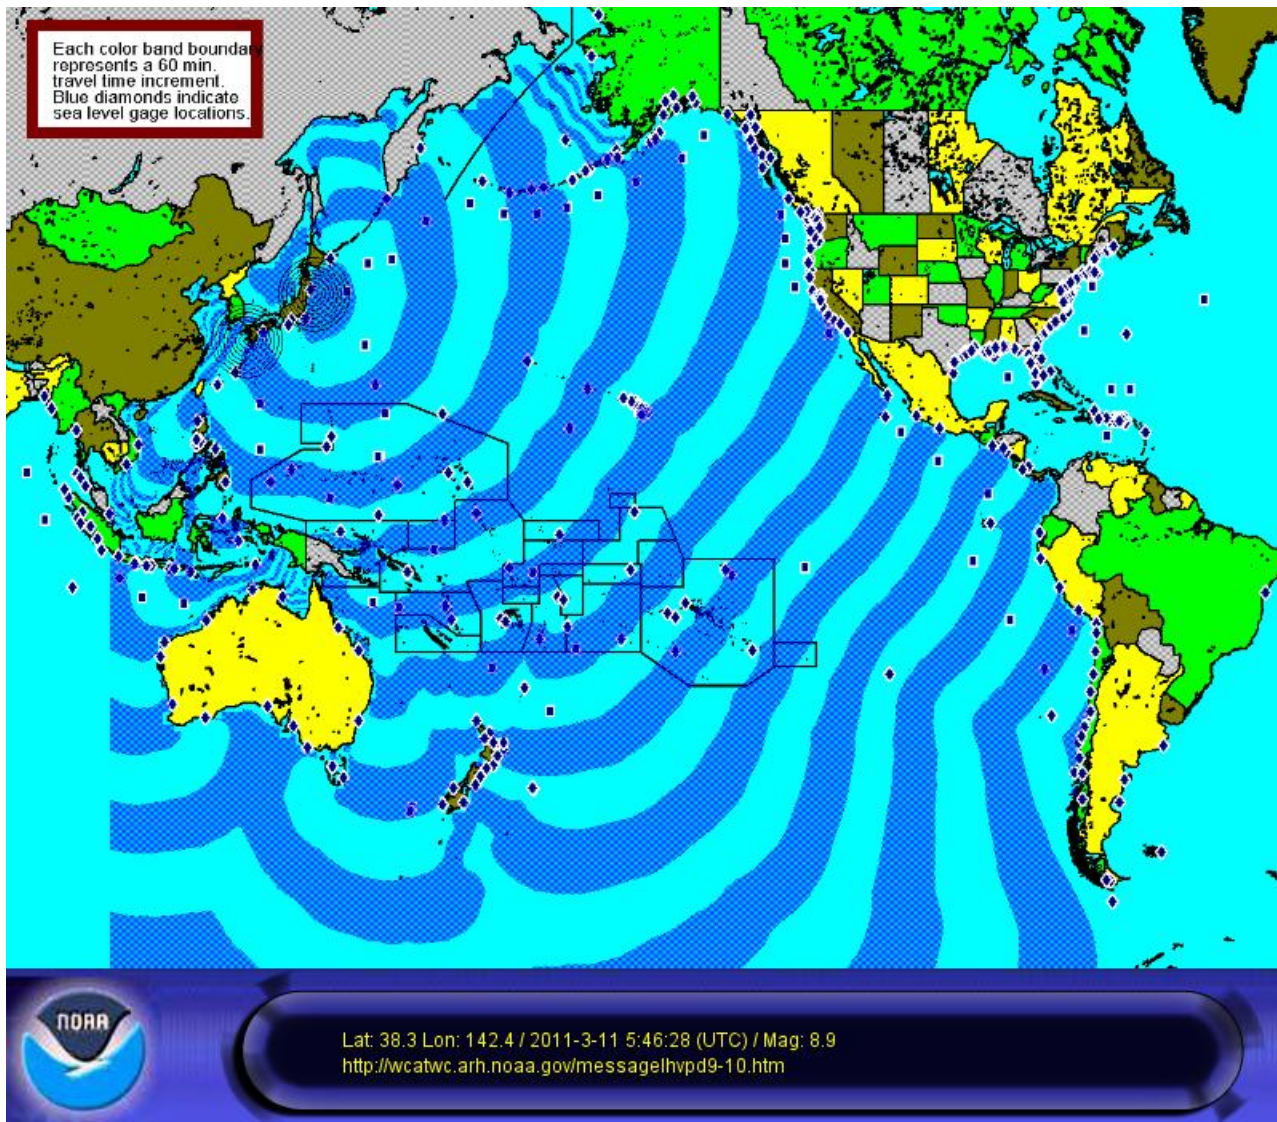 Each color band boundary
represents a 60 min.
travel time increment.
Blue diamonds indicate
sea level gage locations.
NOAA
Lat: 38.3 Lon: 142.4 / 2011-3-11 5:46:28 (UTC) / Mag: 8.9
http://wcatwc.arh.noaa.gov/messagelhvpd9-10.htm